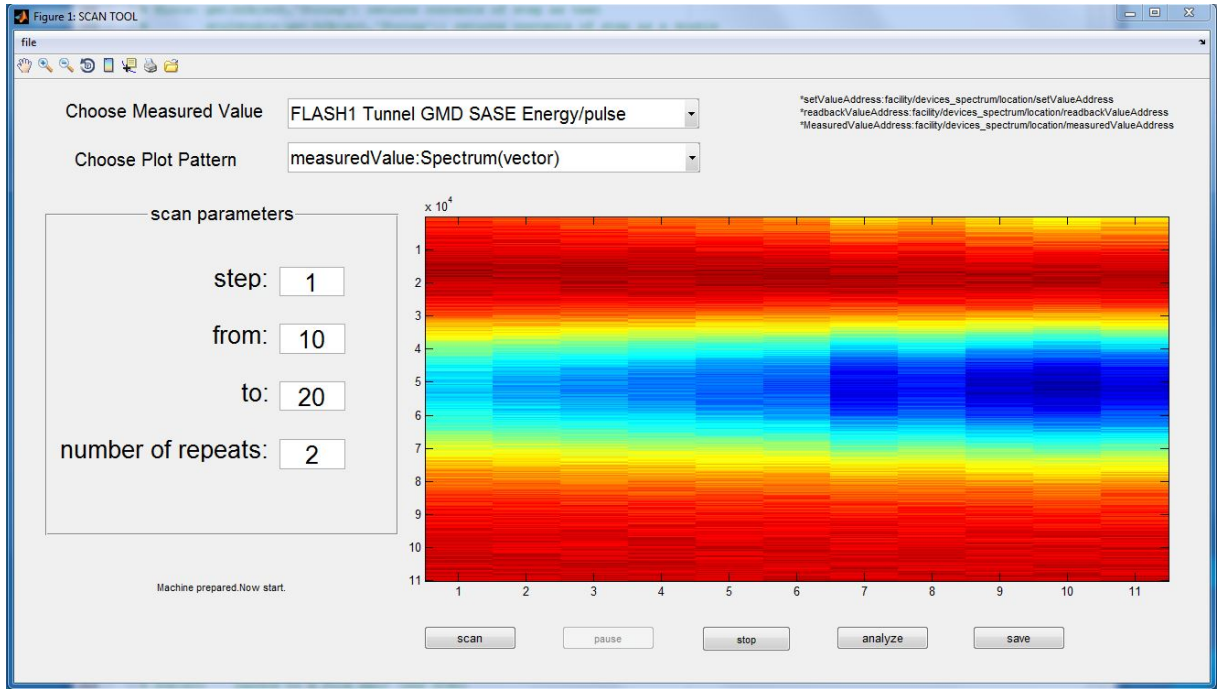 Figure 1: SCAN TOOL
file
Choose Measured Value
FLASH1 Tunnel GMD SASE Energy/pulse
*setValueAddress:facility/devices_spectrum/location/setValueAddress
*readbackValueAddress:facility/devices_spectrum/location/readbackValueAddress
*MeasuredValueAddress:facility/devices_spectrum/location/measuredValueAddress
Choose Plot Pattern
measuredValue:Spectrum(vector)
scan parameters
step: 1
from: 10
to: 20
number of repeats: 2
Machine prepared.Now start.
x 10^4
1
2
3
4
5
6
7
8
9
10
11
1 2 3 4 5 6 7 8 9 10 11
scan pause stop analyze save